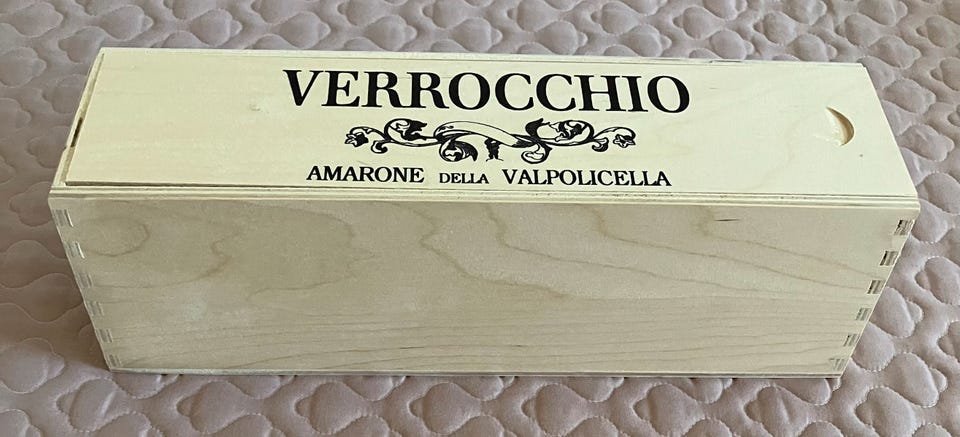 VERROCCHIO
AMARONE DELLA VALPOLICELLA